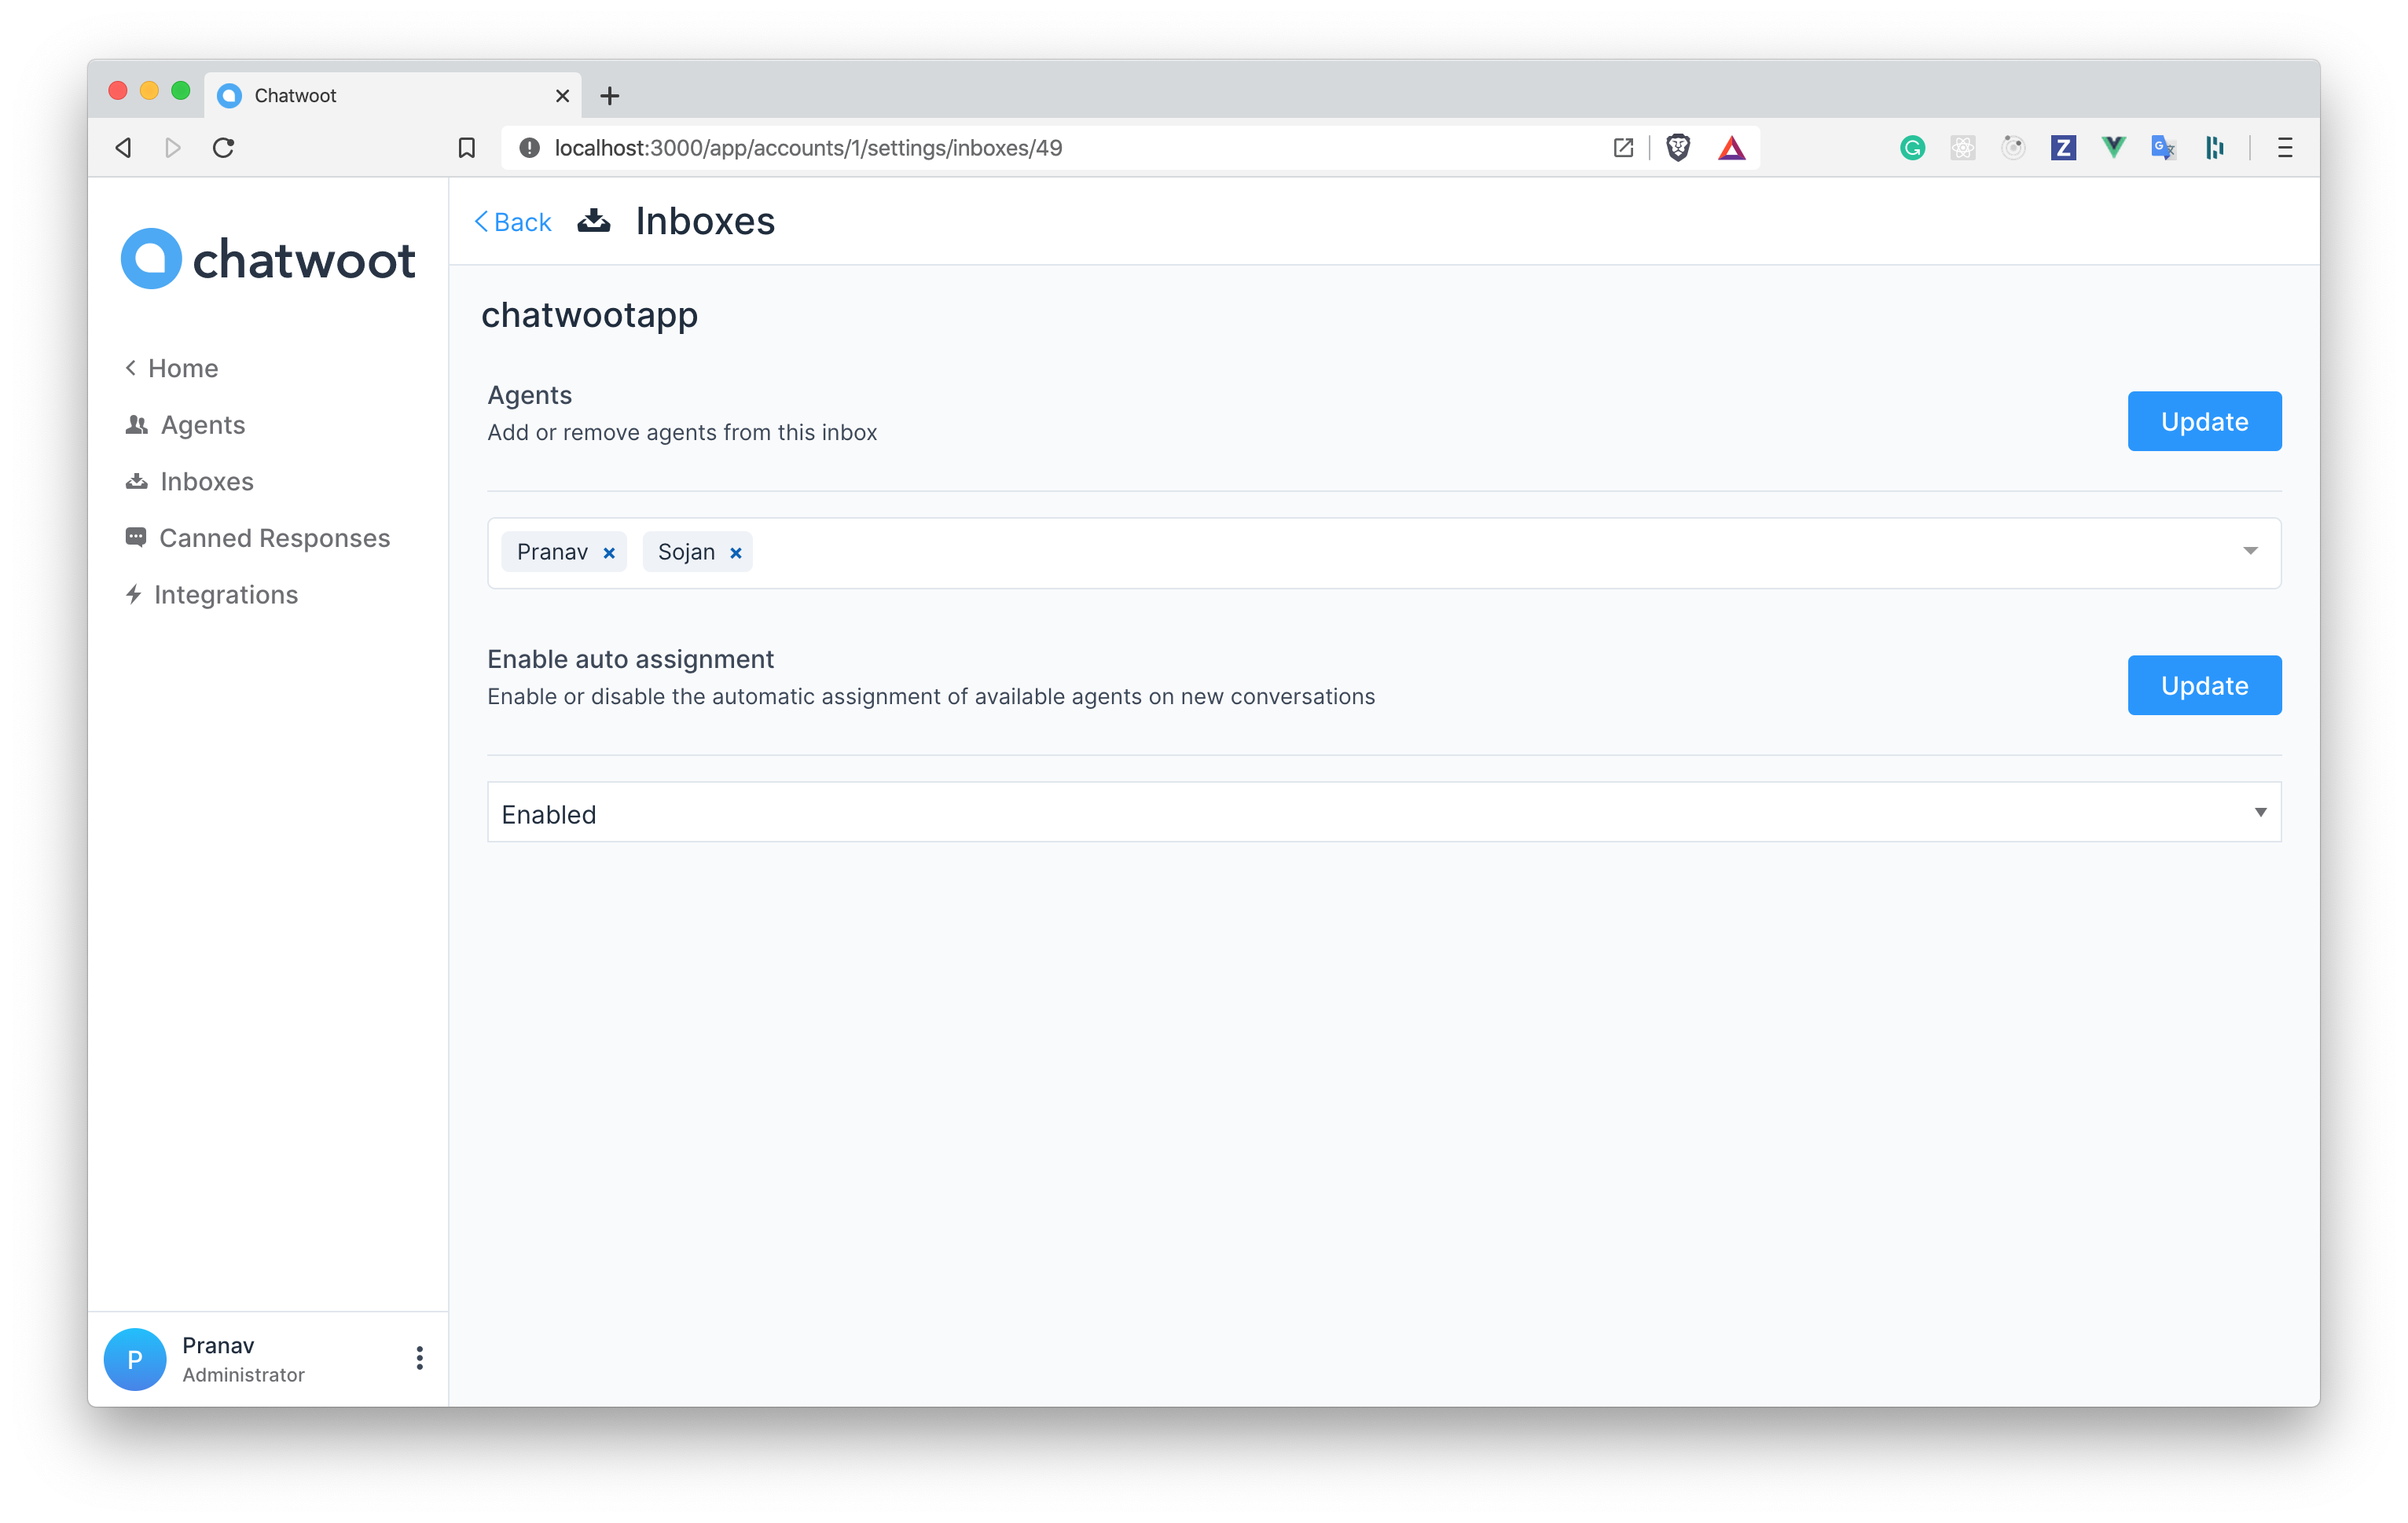 Chatwoot
localhost:3000/app/accounts/1/settings/inboxes/49
chatwoot
Home
Agents
Inboxes
Canned Responses
Integrations
Pranav
Administrator
P
Back Inboxes
chatwootapp
Agents
Add or remove agents from this inbox
Update
Pranav × Sojan ×
Enable auto assignment
Enable or disable the automatic assignment of available agents on new conversations
Update
Enabled